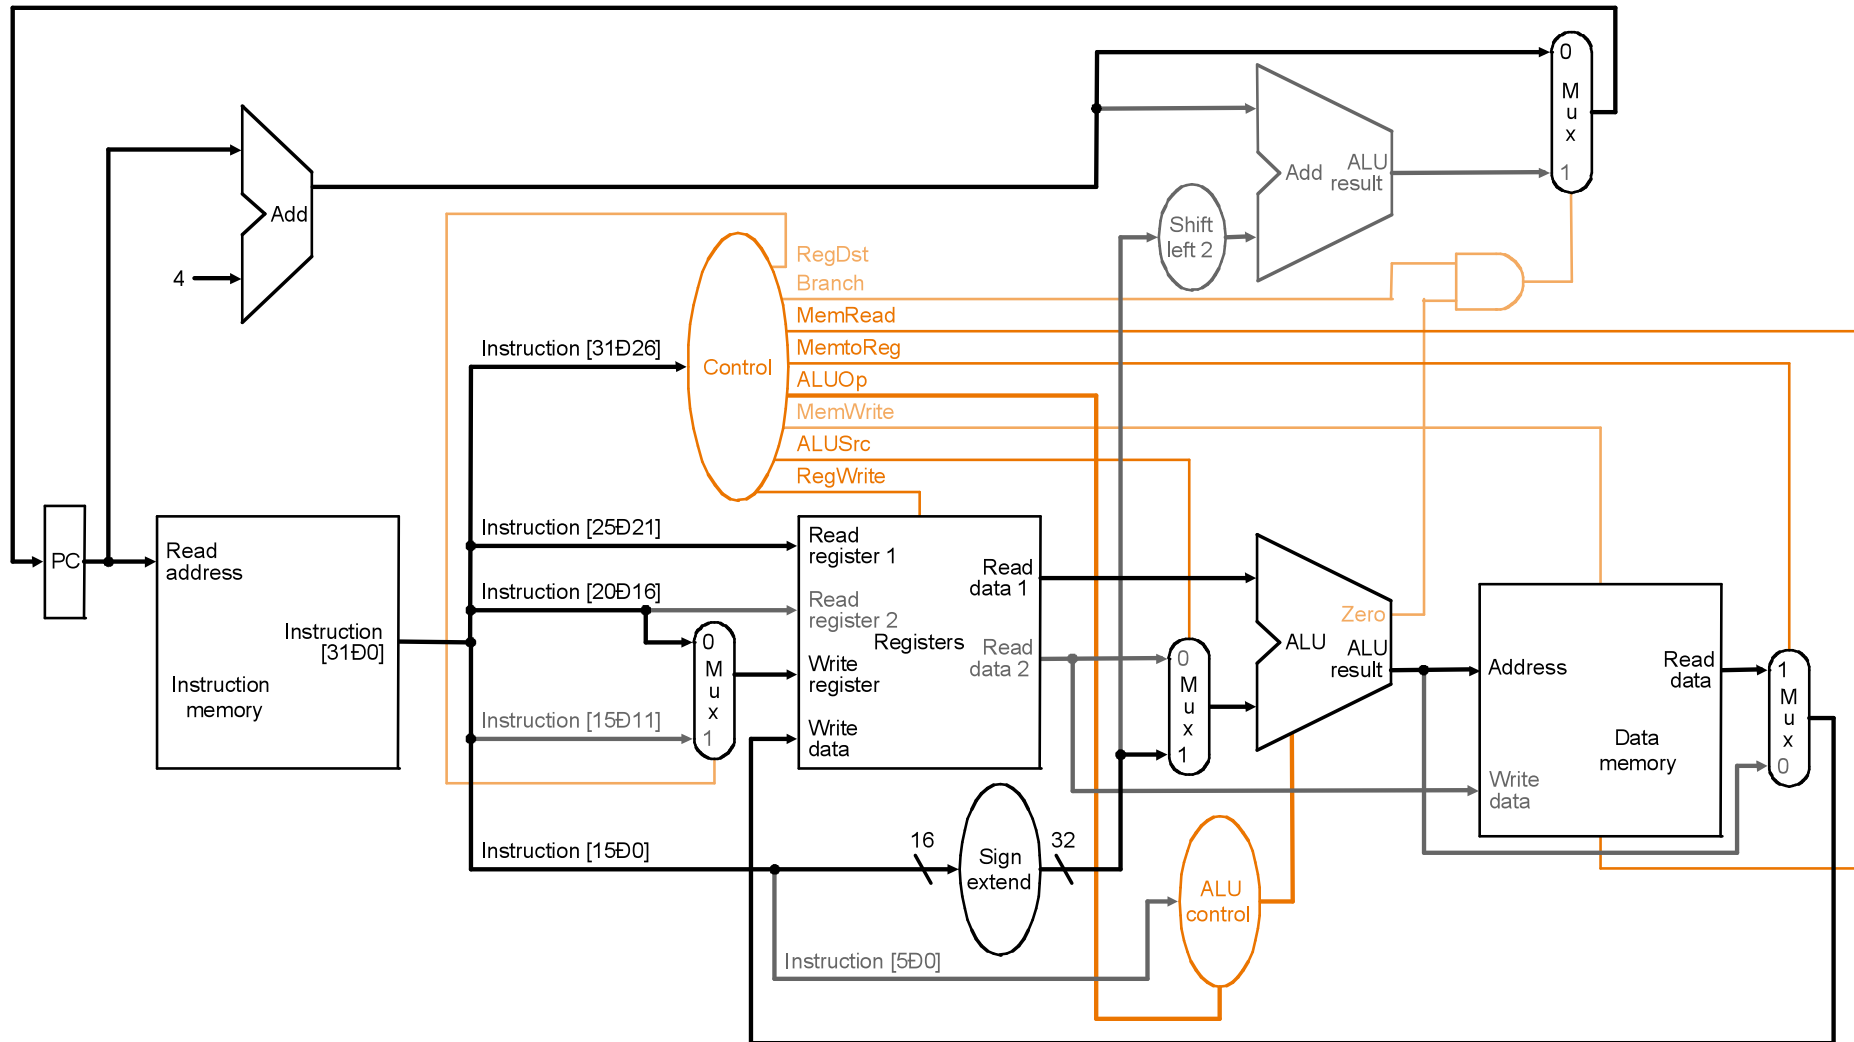 0
M
u
x
1
Add
ALU
result
Add
4
Shift
left 2
RegDst
Branch
MemRead
MemtoReg
ALUOp
MemWrite
ALUSrc
RegWrite
Control
Instruction [31Ð26]
Instruction [25Ð21]
Instruction [20Ð16]
Instruction [15Ð11]
Instruction [15Ð0]
Instruction [5Ð0]
PC
Read
address
Instruction
[31Ð0]
Instruction
memory
0
M
u
x
1
Read
register 1
Read
register 2
Write
register
Write
data
Registers
Read
data 1
Read
data 2
0
M
u
x
1
Zero
ALU
ALU
result
Address
Read
data
Data
memory
Write
data
1
M
u
x
0
16
Sign
extend
32
ALU
control